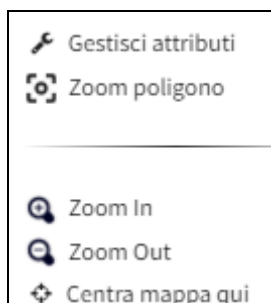 Gestisci attributi
Zoom poligono
Zoom In
Zoom Out
Centra mappa qui